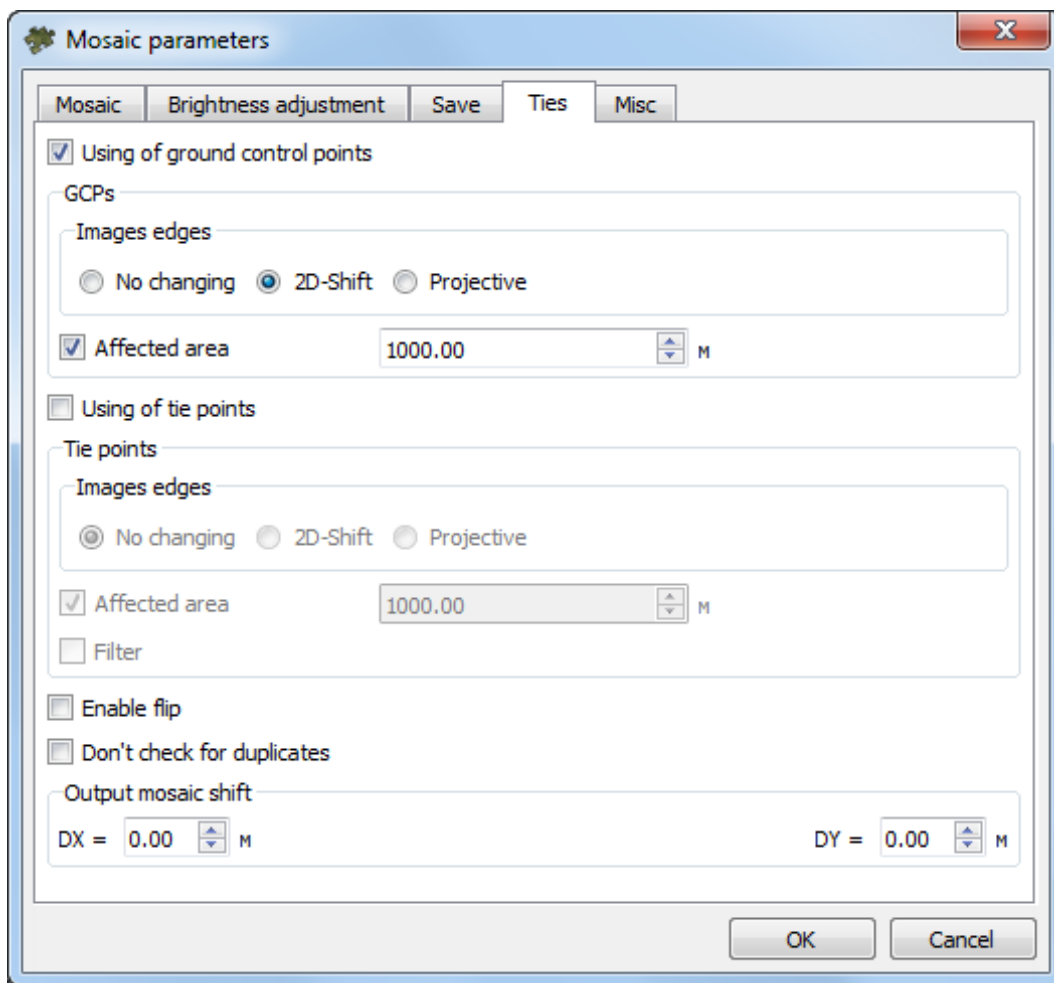 Mosaic parameters
Mosaic Brightness adjustment Save Ties Misc
Using of ground control points
GCPs
Images edges
No changing 2D-Shift Projective
Affected area 1000.00 м
Using of tie points
Tie points
Images edges
No changing 2D-Shift Projective
Affected area 1000.00 м
Filter
Enable flip
Don't check for duplicates
Output mosaic shift
DX = 0.00 м DY = 0.00 м
OK Cancel